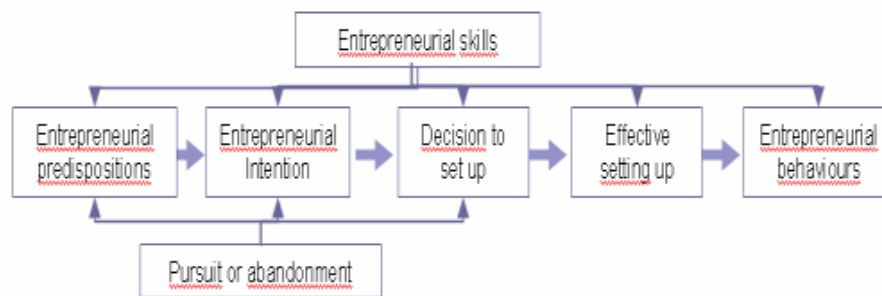 Entrepreneurial skills
Entrepreneurial
predispositions
Entrepreneurial
Intention
Decision to
set up
Effective
setting up
Entrepreneurial
behaviours
Pursuit or abandonment